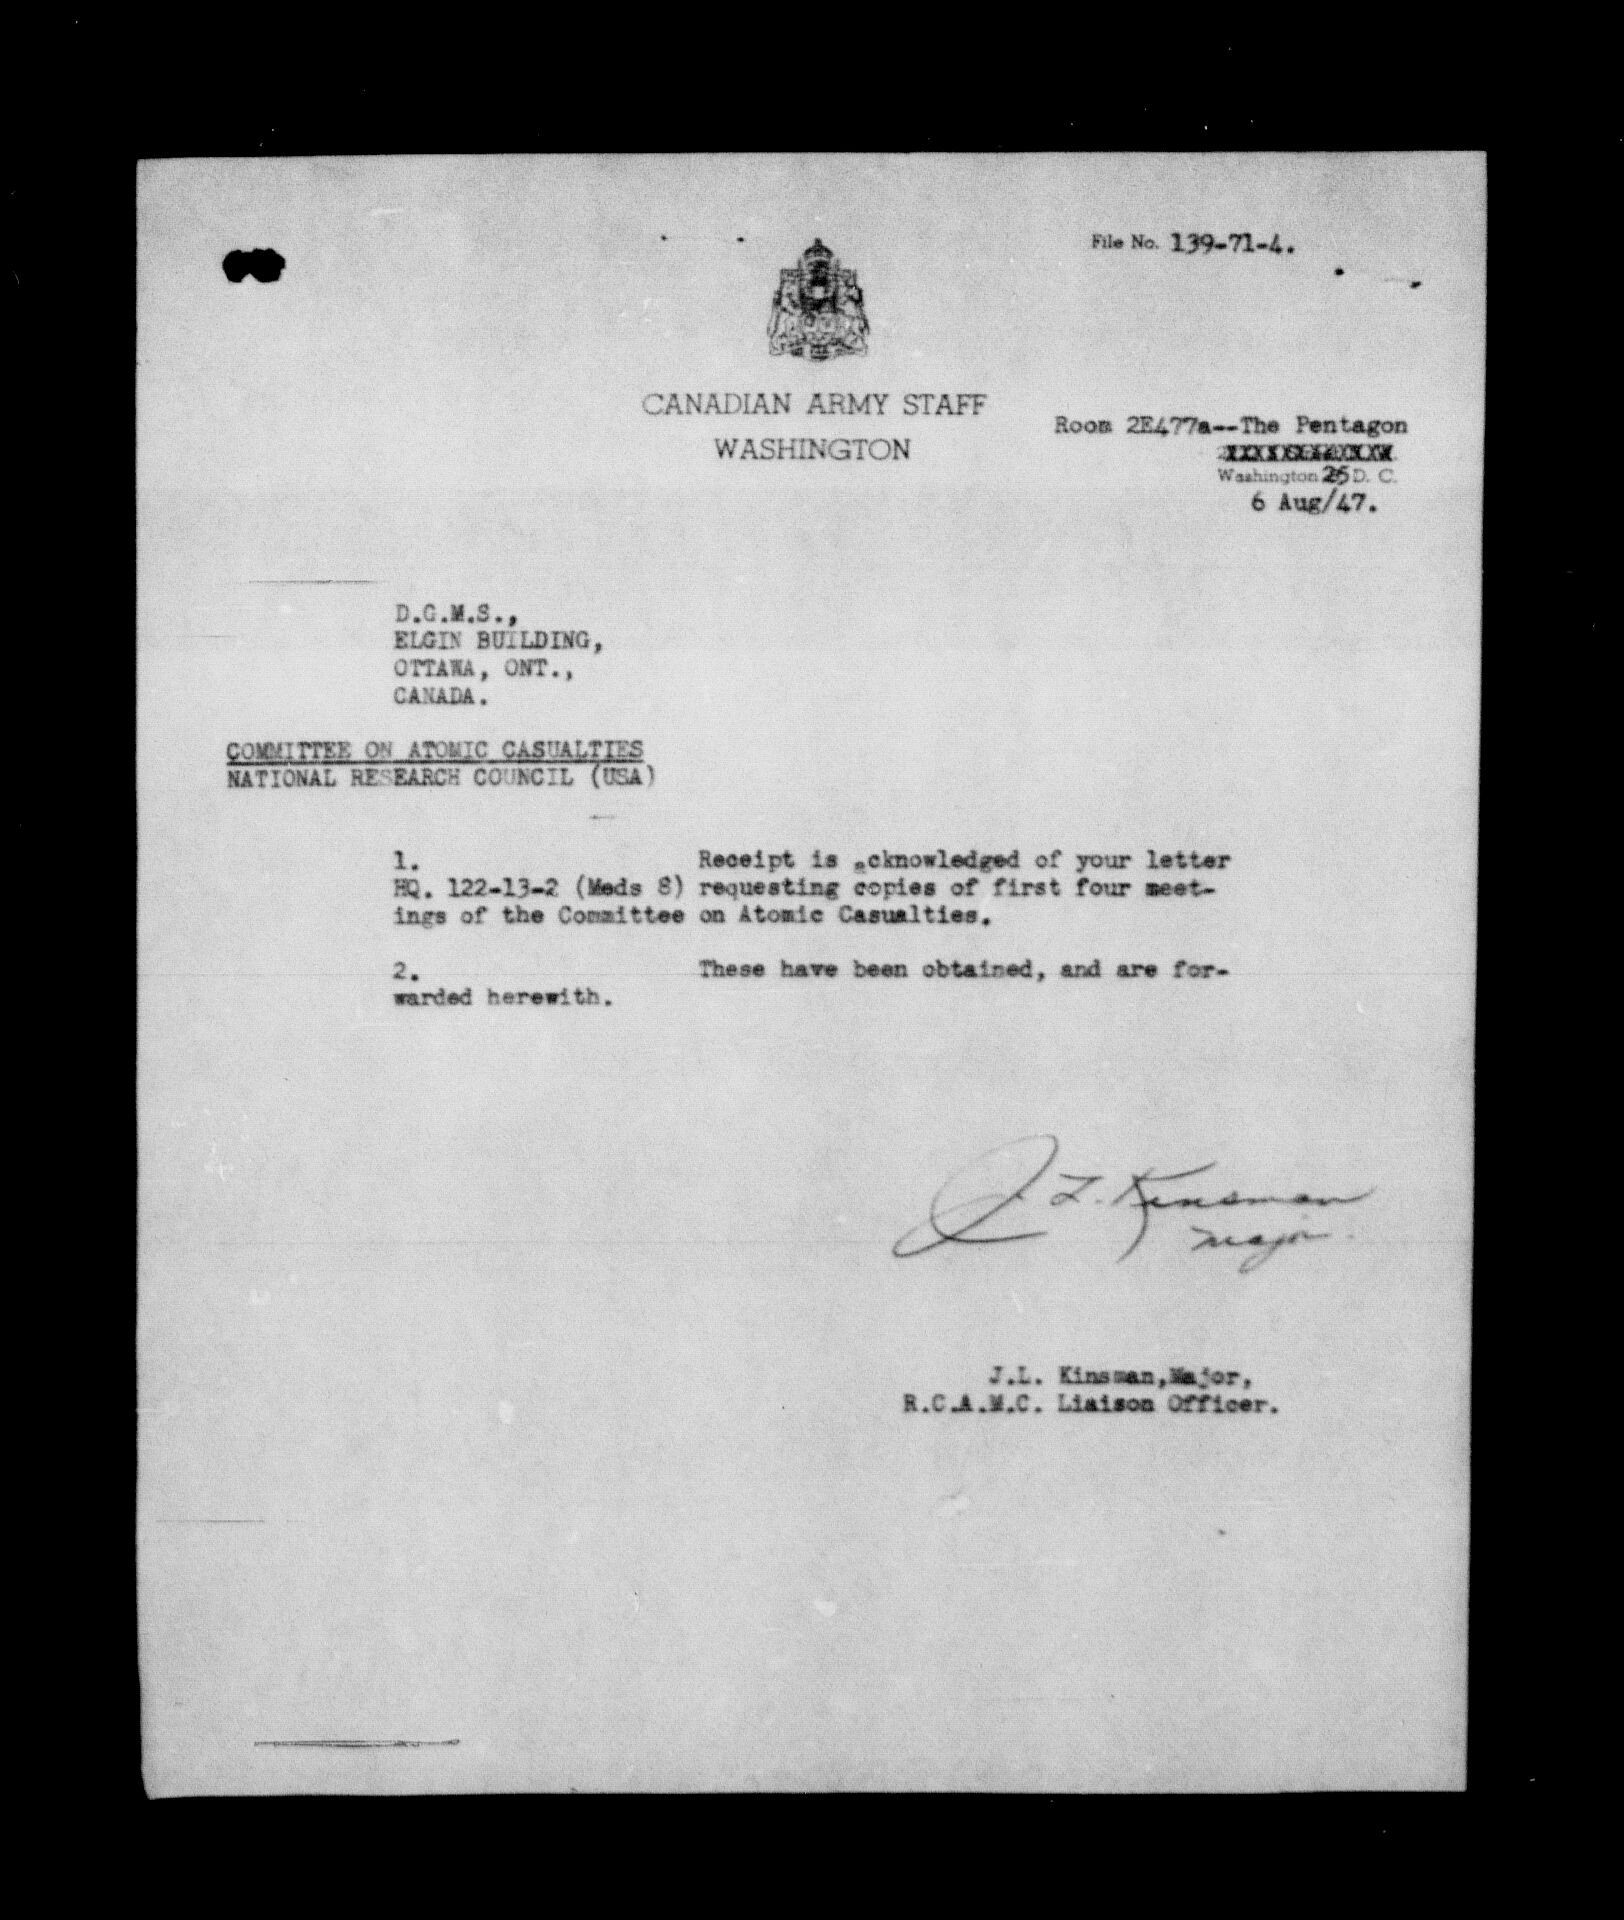 File No. 139-71-4.
CANADIAN ARMY STAFF
WASHINGTON
Room 2E477a--The Pentagon
Washington 25 D. C.
6 Aug/47.
D.G.M.S.,
ELGIN BUILDING,
OTTAWA, ONT.,
CANADA.
COMMITTEE ON ATOMIC CASUALTIES
NATIONAL RESEARCH COUNCIL (USA)
1. Receipt is acknowledged of your letter
HQ. 122-13-2 (Meds 8) requesting copies of first four meet-
ings of the Committee on Atomic Casualties.
2. These have been obtained, and are for-
warded herewith.
J L. Kinsman
Major.
J.L. Kinsman,Major,
R.C.A.M.C. Liaison Officer.